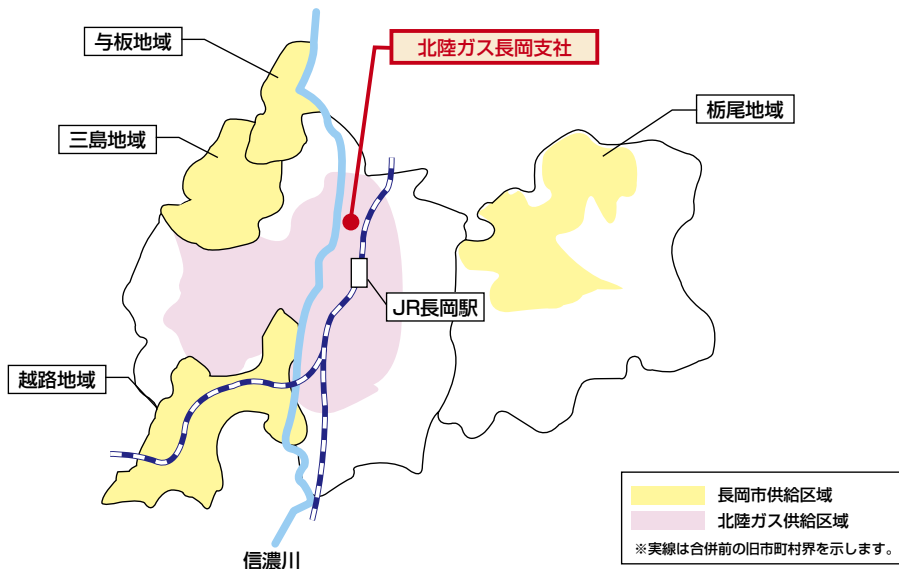 与板地域
北陸ガス長岡支社
三島地域
栃尾地域
JR長岡駅
越路地域
信濃川
長岡市供給区域
北陸ガス供給区域
※実線は合併前の旧市町村界を示します。